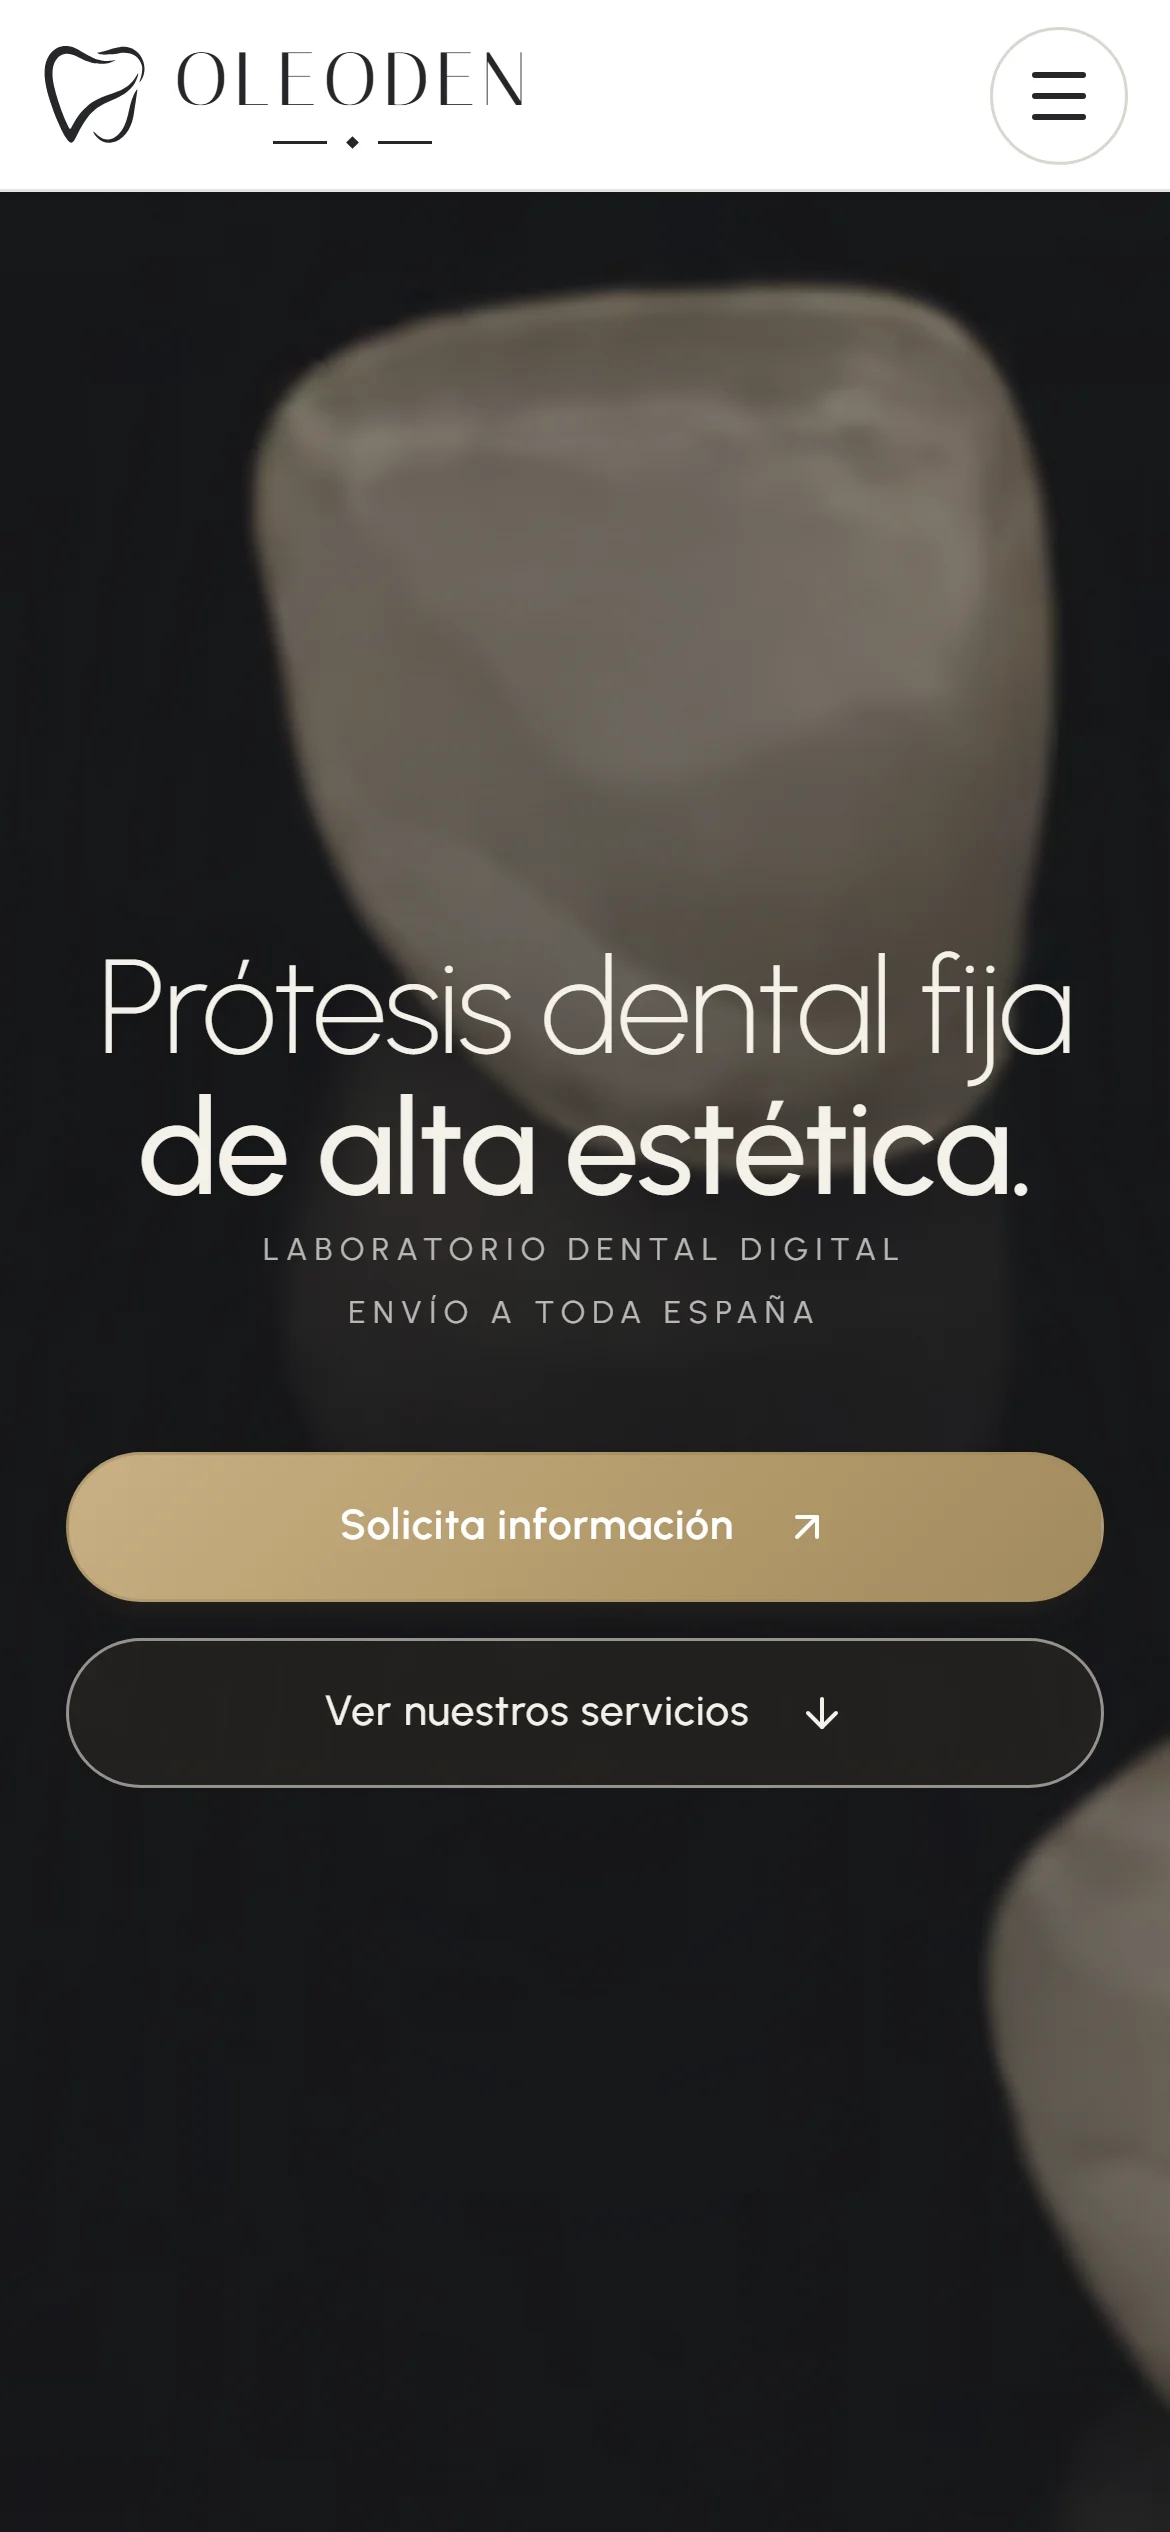 OLEODEN
Prótesis dental fija
de alta estética.
LABORATORIO DENTAL DIGITAL
ENVÍO A TODA ESPAÑA
Solicita información
Ver nuestros servicios